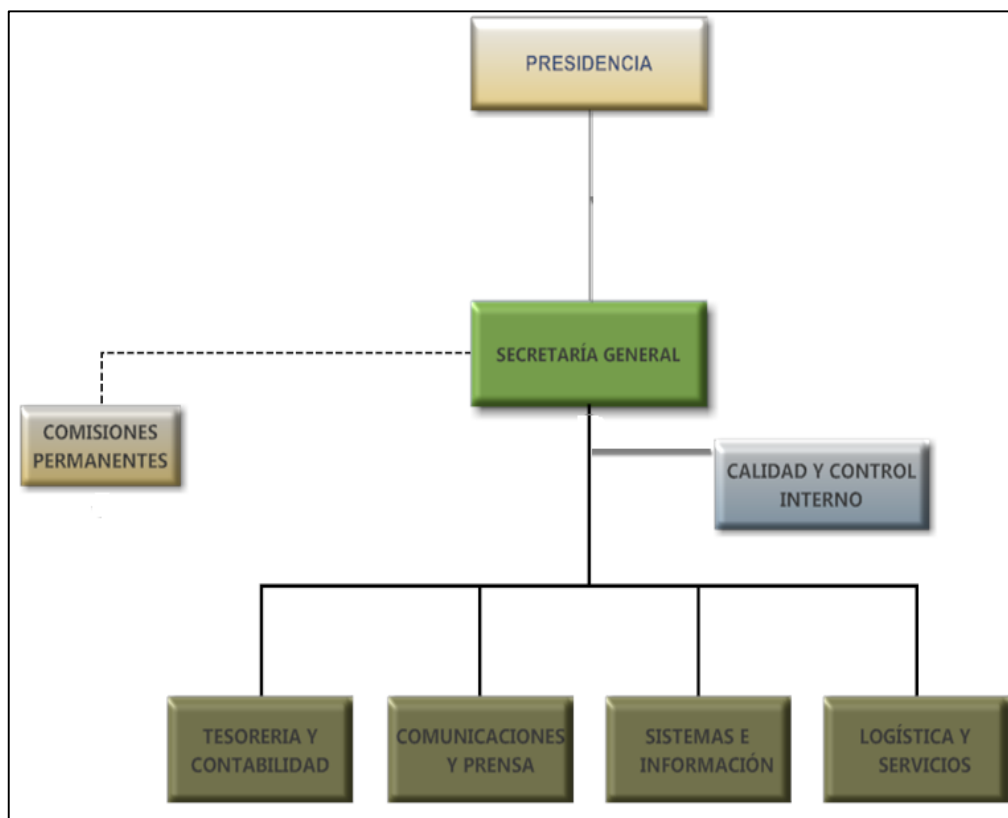 PRESIDENCIA
SECRETARÍA GENERAL
COMISIONES
PERMANENTES
CALIDAD Y CONTROL
INTERNO
TESORERIA Y
CONTABILIDAD
COMUNICACIONES
Y PRENSA
SISTEMAS E
INFORMACIÓN
LOGÍSTICA Y
SERVICIOS